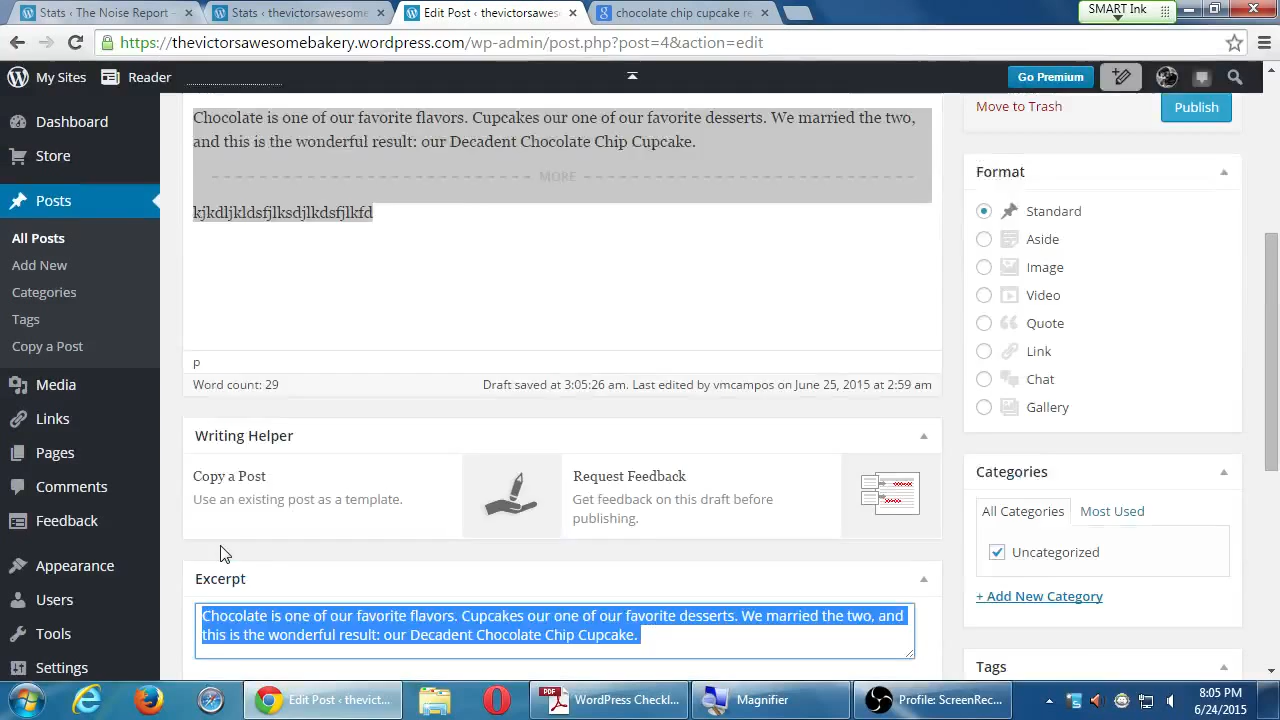 Stats ‹ The Noise Report –
Stats ‹ thevictorsawesome
Edit Post ‹ thevictorsawes
chocolate chip cupcake re
SMART Ink
https://thevictorsawesomebakery.wordpress.com/wp-admin/post.php?post=4&action=edit
My Sites
Reader
Go Premium
Dashboard
Store
Posts
All Posts
Add New
Categories
Tags
Copy a Post
Media
Links
Pages
Comments
Feedback
Appearance
Users
Tools
Settings
Chocolate is one of our favorite flavors. Cupcakes our one of our favorite desserts. We married the two,
and this is the wonderful result: our Decadent Chocolate Chip Cupcake.
MORE
kjkdljkldsfjlksdjlkdsfjlkfd
p
Word count: 29
Draft saved at 3:05:26 am. Last edited by vmcampos on June 25, 2015 at 2:59 am
Writing Helper
Copy a Post
Use an existing post as a template.
Request Feedback
Get feedback on this draft before
publishing.
Excerpt
Chocolate is one of our favorite flavors. Cupcakes our one of our favorite desserts. We married the two, and
this is the wonderful result: our Decadent Chocolate Chip Cupcake.
Move to Trash
Publish
Format
Standard
Aside
Image
Video
Quote
Link
Chat
Gallery
Categories
All Categories
Most Used
Uncategorized
+ Add New Category
Tags
Edit Post ‹ thevict...
WordPress Checkl...
Magnifier
Profile: ScreenRec...
8:05 PM
6/24/2015